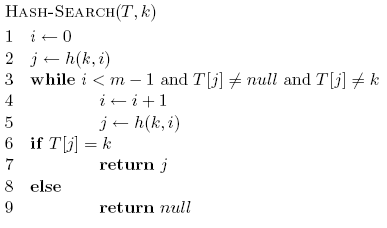 HASH-SEARCH(T, k)
1 i ← 0
2 j ← h(k, i)
3 while i < m − 1 and T[j] ≠ null and T[j] ≠ k
4 i ← i + 1
5 j ← h(k, i)
6 if T[j] = k
7 return j
8 else
9 return null